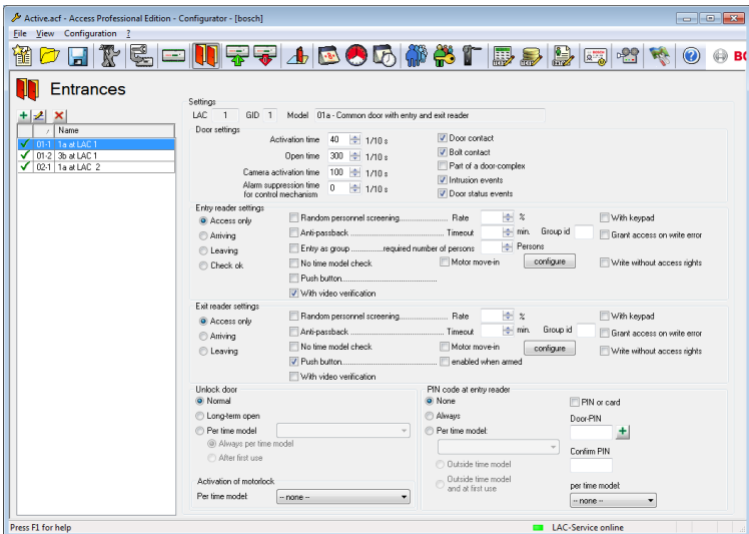 Active.acf - Access Professional Edition - Configurator - [bosch]
File View Configuration ?
BO
Entrances
/ Name
01-1 1a at LAC 1
01-2 3b at LAC 1
02-1 1a at LAC 2
Settings
LAC 1 GID 1 Model 01a - Common door with entry and exit reader
Door settings
Activation time 40 1/10 s Door contact
Open time 300 1/10 s Bolt contact
Camera activation time 100 1/10 s Part of a door-complex
Alarm suppression time
for control mechanism 0 1/10 s Intrusion events
Door status events
Entry reader settings
Access only Random personnel screening Rate % With keypad
Arriving Anti-passback Timeout min. Group id Grant access on write error
Leaving Entry as group required number of persons Persons
Check ok. No time model check. Motor move-in configure Write without access rights
Push button
With video verification
Exit reader settings
Access only Random personnel screening Rate % With keypad
Arriving Anti-passback Timeout min. Group id Grant access on write error
Leaving No time model check. Motor move-in configure Write without access rights
Push button enabled when armed
With video verification
Unlock door
Normal
Long-term open
Per time model
Always per time model
After first use
Activation of motorlock
Per time model: -- none --
PIN code at entry reader
None PIN or card
Always Door-PIN
Per time model:
Confirm PIN
Outside time model
Outside time model
and at first use
per time model:
-- none --
Press F1 for help
LAC-Service online